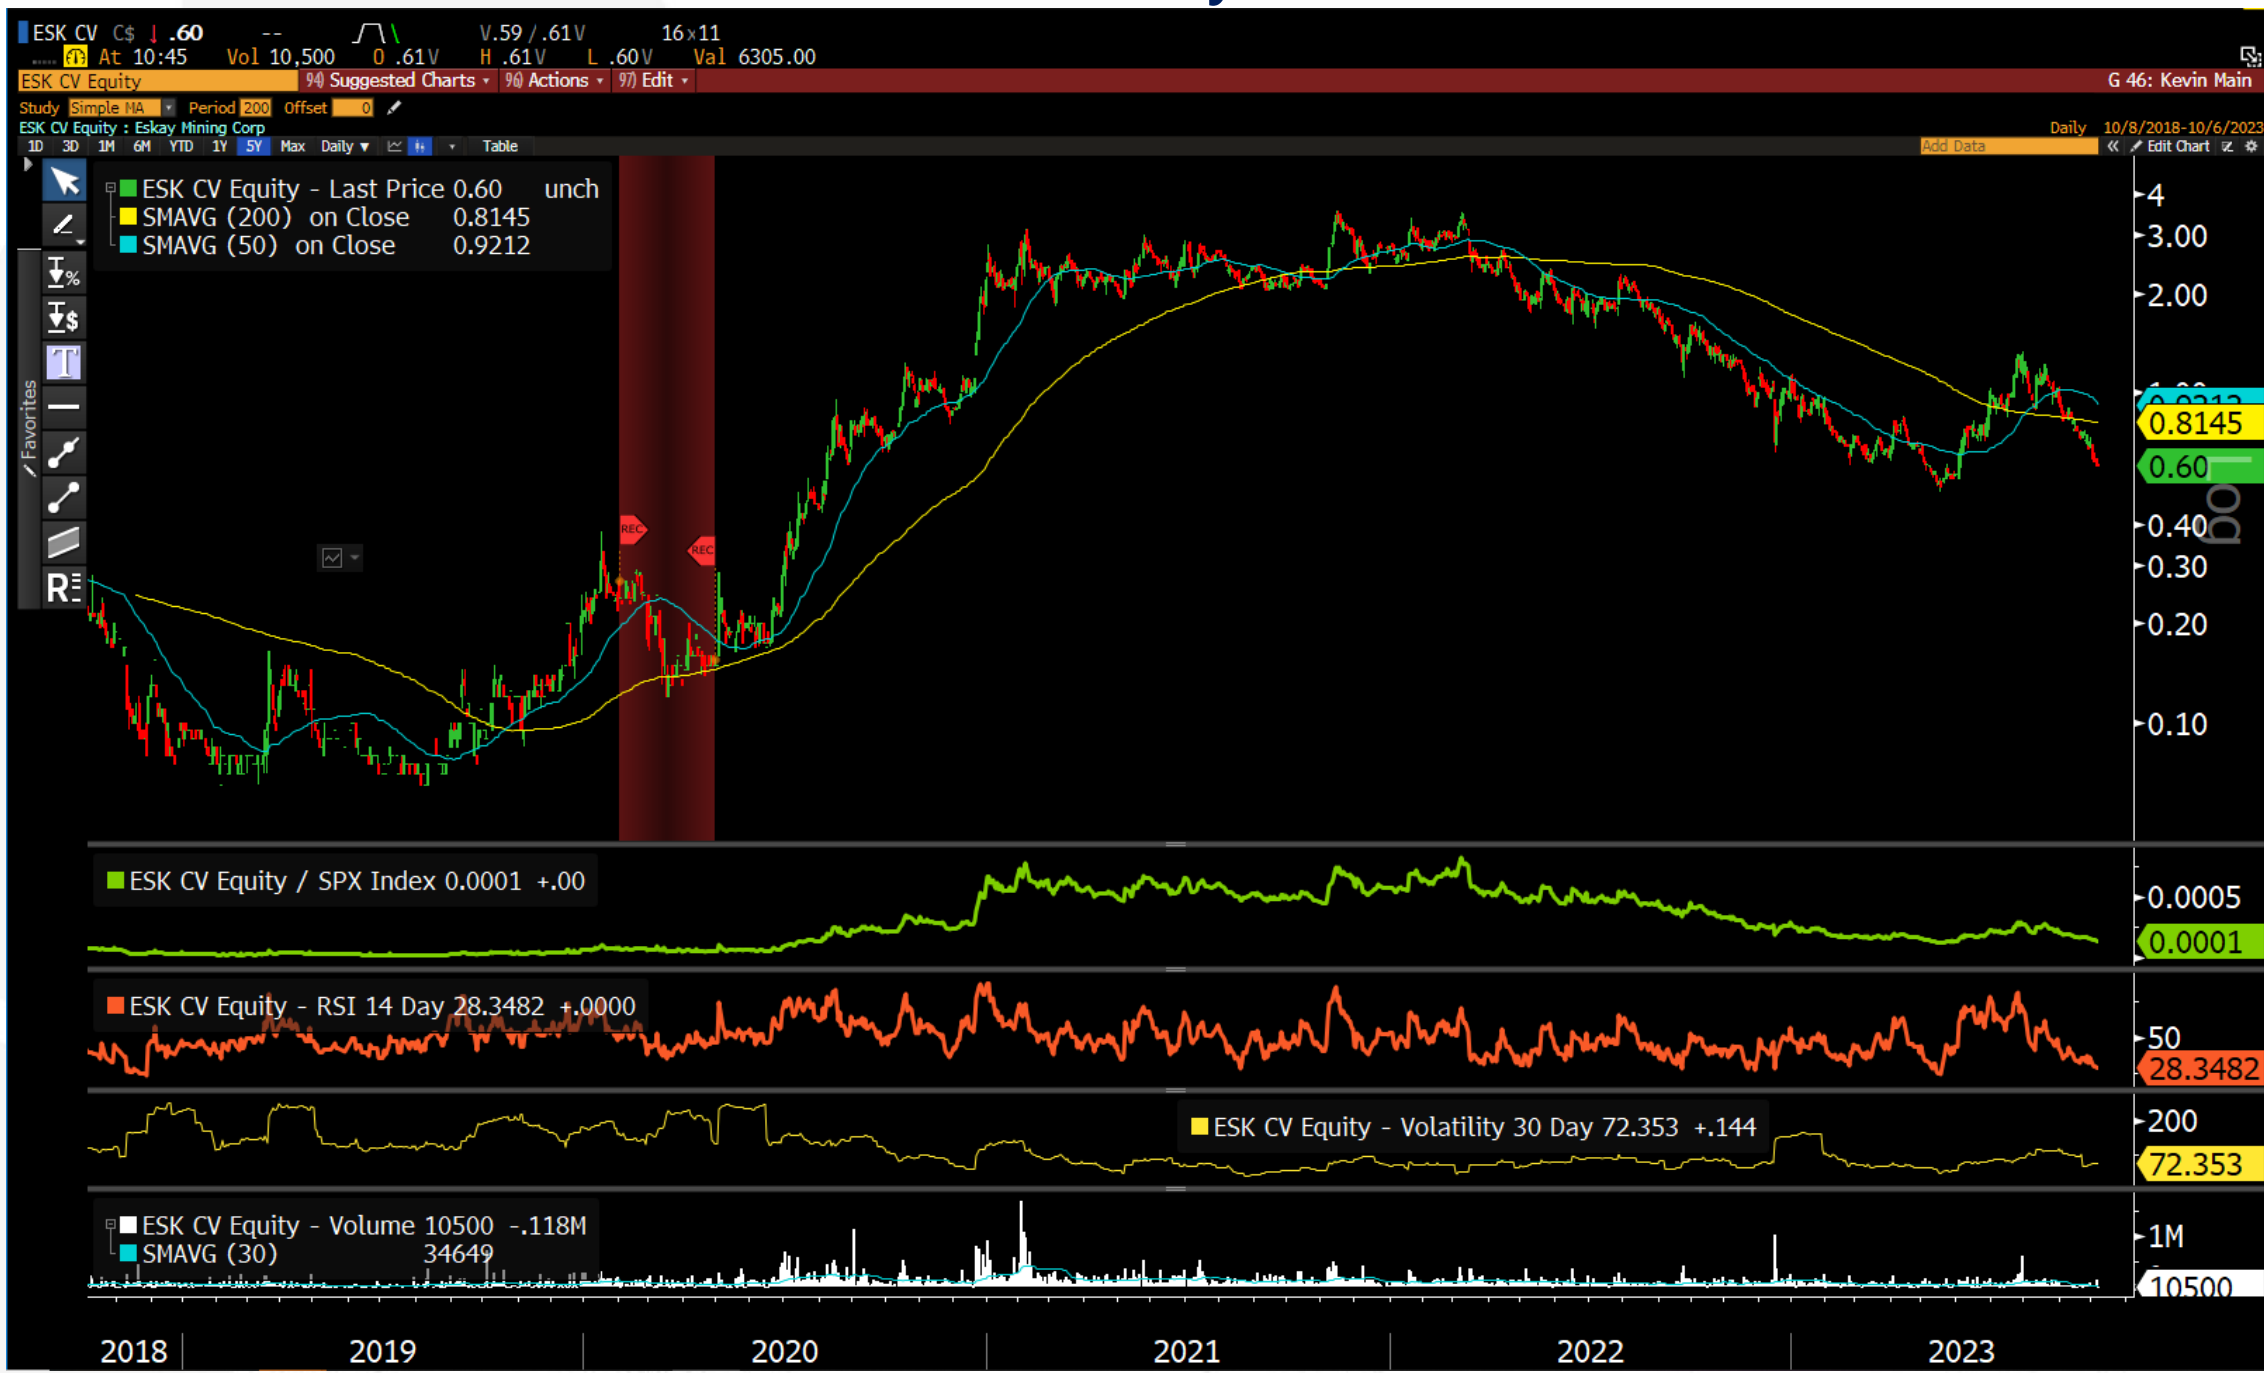 ESK CV C$ ↓ .60 -- V.59 / .61V 16x11
At 10:45 Vol 10,500 O .61V H .61V L .60V Val 6305.00
ESK CV Equity 94) Suggested Charts 96) Actions 97) Edit G 46: Kevin Main
Study Simple MA Period 200 Offset 0
ESK CV Equity : Eskay Mining Corp Daily 10/8/2018-10/6/2023
1D 3D 1M 6M YTD 1Y 5Y Max Daily ▼ Table Add Data « Edit Chart
ESK CV Equity - Last Price 0.60 unch
SMAVG (200) on Close 0.8145
SMAVG (50) on Close 0.9212
4
3.00
2.00
0.9212
0.8145
0.60
0.40
0.30
0.20
0.10
Log
% 
$
T
Favorites
R
REC
REC
ESK CV Equity / SPX Index 0.0001 +.00
0.0005
0.0001
ESK CV Equity - RSI 14 Day 28.3482 +.0000
50
28.3482
ESK CV Equity - Volatility 30 Day 72.353 +.144
200
72.353
ESK CV Equity - Volume 10500 -.118M
SMAVG (30) 34649
1M
10500
2018 2019 2020 2021 2022 2023